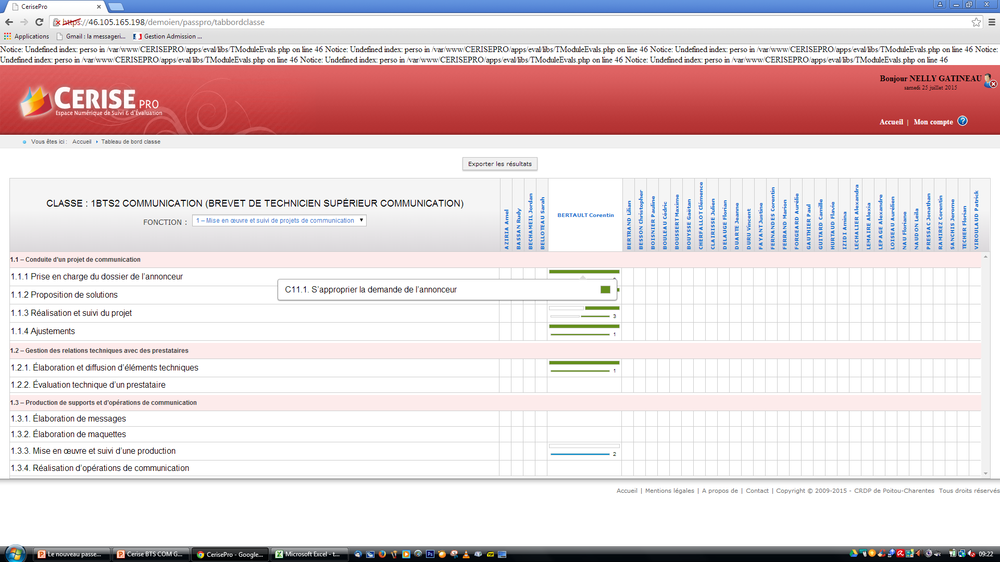 CerisePro
https://46.105.165.198/demoien/passpro/tabbordclasse
Applications Gmail : la messageri... Gestion Admission ...
Notice: Undefined index: perso in /var/www/CERISEPRO/apps/eval/libs/TModuleEvals.php on line 46 Notice: Undefined index: perso in /var/www/CERISEPRO/apps/eval/libs/TModuleEvals.php on line 46 Notice: Undefined index: perso in /var/www/CERISEPRO/apps/eval/libs/TModuleEvals.php on line 46 Notice:
Undefined index: perso in /var/www/CERISEPRO/apps/eval/libs/TModuleEvals.php on line 46 Notice: Undefined index: perso in /var/www/CERISEPRO/apps/eval/libs/TModuleEvals.php on line 46 Notice: Undefined index: perso in /var/www/CERISEPRO/apps/eval/libs/TModuleEvals.php on line 46
Bonjour NELLY GATINEAU
samedi 25 juillet 2015
CERISE PRO
Espace Numérique de Suivi & d'Évaluation
Accueil | Mon compte ?
Vous êtes ici : Accueil Tableau de bord classe
Exporter les résultats
CLASSE : 1BTS2 COMMUNICATION (BREVET DE TECHNICIEN SUPÉRIEUR COMMUNICATION)
FONCTION : 1 – Mise en œuvre et suivi de projets de communication
AZIRIA Amel
BASSAN Rudy
BECHAMEIL Jordan
BELLOTEAU Sarah
BERTAULT Corentin
BERTRAND Lilian
BESSON Christopher
BOISNIER Pauline
BOULEAU Cédric
BOUSSERT Maxime
BOUYSSE Gaëtan
CHERFALLOT Clémence
CLAIRISSE Julien
DELAUGE Florian
DUARTE Jeanne
DURU Vincent
FAYANT Justine
FERNANDES Corentin
FERRAND Marion
FORGEARD Aurélie
GAUTHIER Paul
GUITARD Camille
HURTAUD Flavie
IZIDI Amina
LECHALIER Alexandra
LEMAIRE Alexia
LEPAGE Alexandre
LOISEAU Aurélien
NAU Floriane
NAUDON Leila
PRESSAC Jonathan
RAMIREZ Corentin
SANCHIS Jerome
TECHER Florian
VIROULAUD Patrick
1.1 – Conduite d'un projet de communication
1.1.1 Prise en charge du dossier de l'annonceur
C11.1. S'approprier la demande de l'annonceur
1.1.2 Proposition de solutions
1.1.3 Réalisation et suivi du projet
3
1.1.4 Ajustements
1
1.2 – Gestion des relations techniques avec des prestataires
1.2.1. Élaboration et diffusion d'éléments techniques
1
1.2.2. Évaluation technique d'un prestataire
1.3 – Production de supports et d'opérations de communication
1.3.1. Élaboration de messages
1.3.2. Élaboration de maquettes
1.3.3. Mise en œuvre et suivi d'une production
2
1.3.4. Réalisation d'opérations de communication
Accueil | Mentions légales | A propos de | Contact | Copyright © 2009-2015 - CRDP de Poitou-Charentes Tous droits réservés
Le nouveau passe... Cerise BTS COM G... CerisePro - Google... Microsoft Excel - t... 09:22